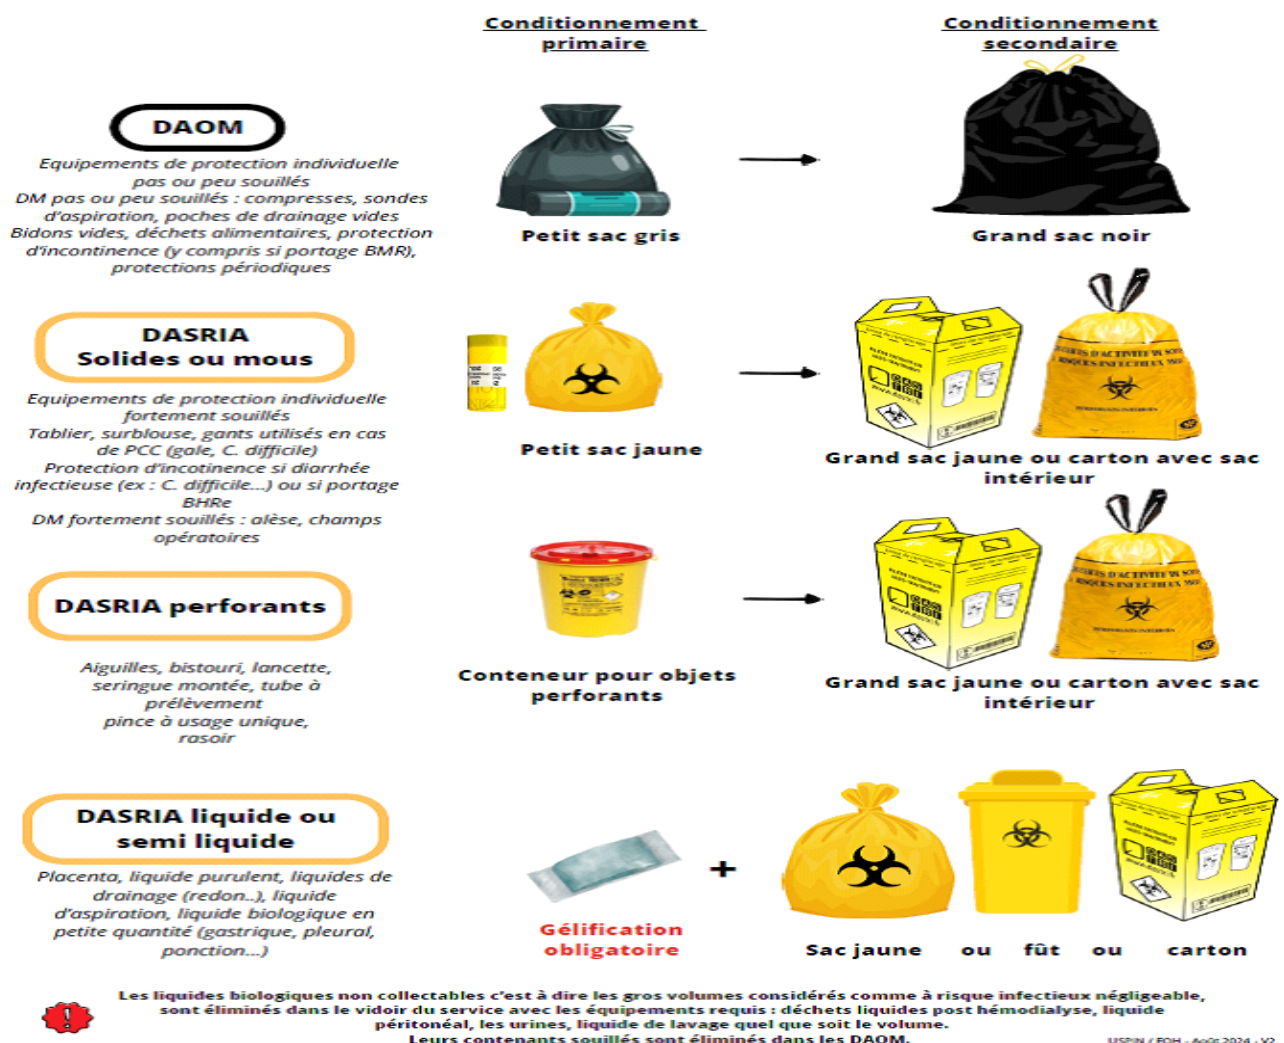 Conditionnement
primaire
Conditionnement
secondaire
DAOM
Equipements de protection individuelle
pas ou peu souillés
DM pas ou peu souillés : compresses, sondes
d'aspiration, poches de drainage vides
Bidons vides, déchets alimentaires, protection
d'incontinence (y compris si portage BMR),
protections périodiques
Petit sac gris
Grand sac noir
DASRIA
Solides ou mous
Equipements de protection individuelle
fortement souillés
Tablier, surblouse, gants utilisés en cas
de PCC (gale, C. difficile)
Protection d'incotinence si diarrhée
infectieuse (ex : C. difficile...) ou si portage
BHRe
DM fortement souillés : alèse, champs
opératoires
Petit sac jaune
Grand sac jaune ou carton avec sac
intérieur
DASRIA perforants
Aiguilles, bistouri, lancette,
seringue montée, tube à
prélèvement
pince à usage unique,
rasoir
Conteneur pour objets
perforants
Grand sac jaune ou carton avec sac
intérieur
DASRIA liquide ou
semi liquide
Placenta, liquide purulent, liquides de
drainage (redon..), liquide
d'aspiration, liquide biologique en
petite quantité (gastrique, pleural,
ponction...)
+
Gélification
obligatoire
Sac jaune ou fût ou carton
!
Les liquides biologiques non collectables c'est à dire les gros volumes considérés comme à risque infectieux négligeable,
sont éliminés dans le vidoir du service avec les équipements requis : déchets liquides post hémodialyse, liquide
péritonéal, les urines, liquide de lavage quel que soit le volume.
Leurs contenants souillés sont éliminés dans les DAOM.
USPIN / EOH - Août 2024 - V2